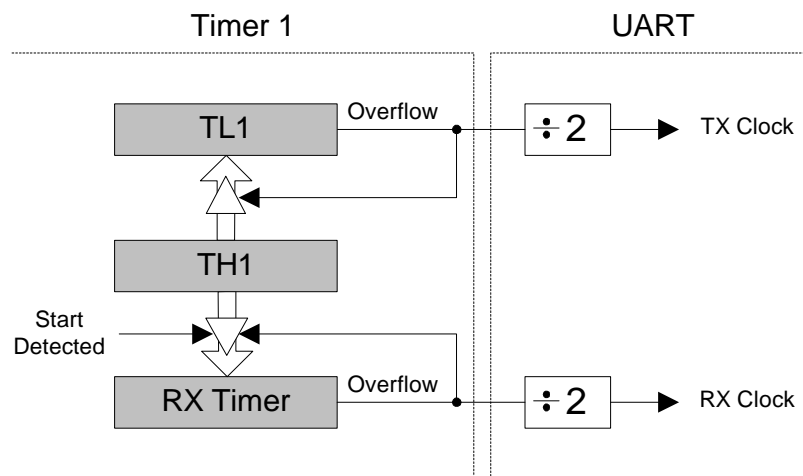 Timer 1
UART
TL1
Overflow
÷ 2
TX Clock
TH1
Start
Detected
RX Timer
Overflow
÷ 2
RX Clock